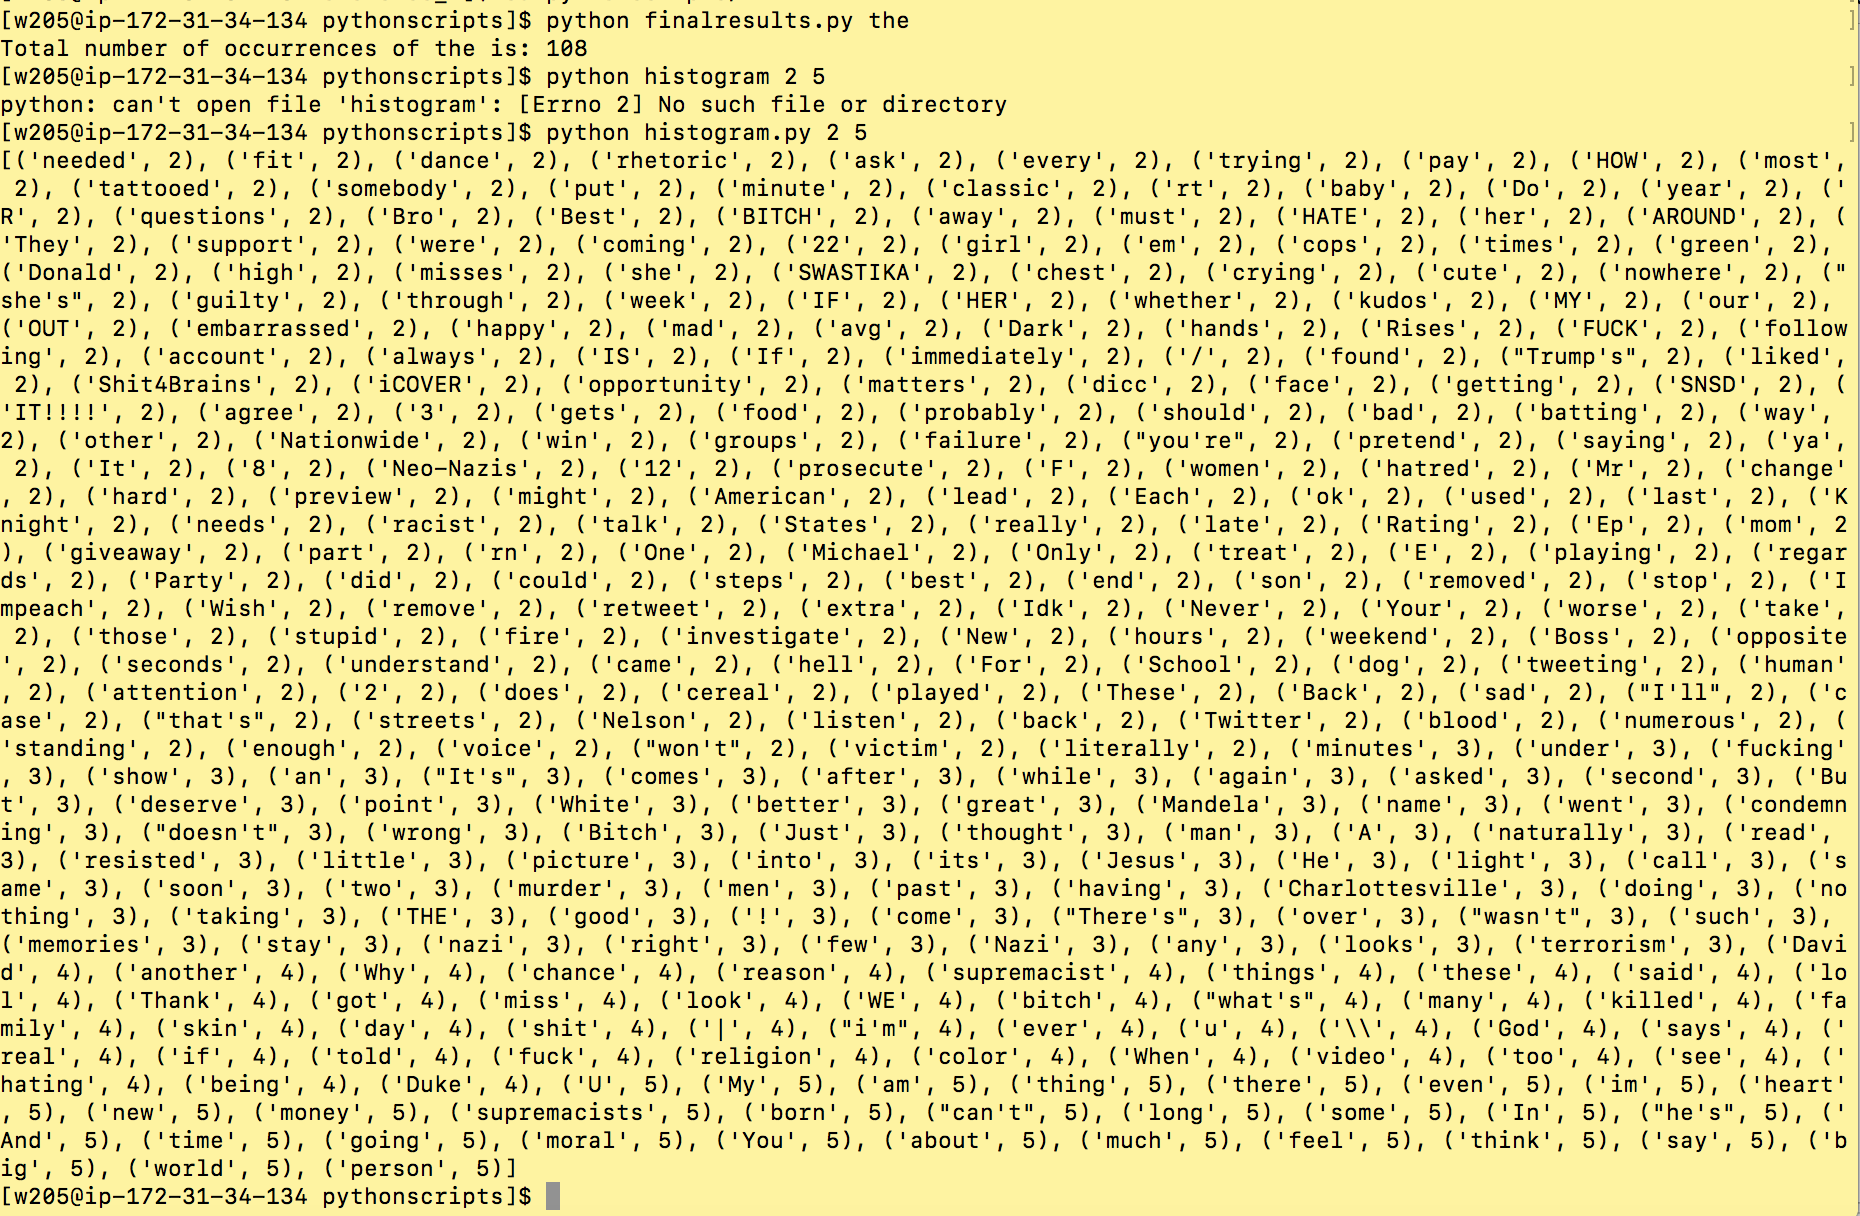 [w205@ip-172-31-34-134 pythonscripts]$ python finalresults.py the
Total number of occurrences of the is: 108
[w205@ip-172-31-34-134 pythonscripts]$ python histogram 2 5
python: can't open file 'histogram': [Errno 2] No such file or directory
[w205@ip-172-31-34-134 pythonscripts]$ python histogram.py 2 5
[('needed', 2), ('fit', 2), ('dance', 2), ('rhetoric', 2), ('ask', 2), ('every', 2), ('trying', 2), ('pay', 2), ('HOW', 2), ('most',
 2), ('tattooed', 2), ('somebody', 2), ('put', 2), ('minute', 2), ('classic', 2), ('rt', 2), ('baby', 2), ('Do', 2), ('year', 2), ('
R', 2), ('questions', 2), ('Bro', 2), ('Best', 2), ('BITCH', 2), ('away', 2), ('must', 2), ('HATE', 2), ('her', 2), ('AROUND', 2), (
'They', 2), ('support', 2), ('were', 2), ('coming', 2), ('22', 2), ('girl', 2), ('em', 2), ('cops', 2), ('times', 2), ('green', 2),
('Donald', 2), ('high', 2), ('misses', 2), ('she', 2), ('SWASTIKA', 2), ('chest', 2), ('crying', 2), ('cute', 2), ('nowhere', 2), ("
she's", 2), ('guilty', 2), ('through', 2), ('week', 2), ('IF', 2), ('HER', 2), ('whether', 2), ('kudos', 2), ('MY', 2), ('our', 2),
('OUT', 2), ('embarrassed', 2), ('happy', 2), ('mad', 2), ('avg', 2), ('Dark', 2), ('hands', 2), ('Rises', 2), ('FUCK', 2), ('follow
ing', 2), ('account', 2), ('always', 2), ('IS', 2), ('If', 2), ('immediately', 2), ('/', 2), ('found', 2), ("Trump's", 2), ('liked',
 2), ('Shit4Brains', 2), ('iCOVER', 2), ('opportunity', 2), ('matters', 2), ('dicc', 2), ('face', 2), ('getting', 2), ('SNSD', 2), (
'IT!!!!', 2), ('agree', 2), ('3', 2), ('gets', 2), ('food', 2), ('probably', 2), ('should', 2), ('bad', 2), ('batting', 2), ('way',
2), ('other', 2), ('Nationwide', 2), ('win', 2), ('groups', 2), ('failure', 2), ("you're", 2), ('pretend', 2), ('saying', 2), ('ya',
 2), ('It', 2), ('8', 2), ('Neo-Nazis', 2), ('12', 2), ('prosecute', 2), ('F', 2), ('women', 2), ('hatred', 2), ('Mr', 2), ('change'
, 2), ('hard', 2), ('preview', 2), ('might', 2), ('American', 2), ('lead', 2), ('Each', 2), ('ok', 2), ('used', 2), ('last', 2), ('K
night', 2), ('needs', 2), ('racist', 2), ('talk', 2), ('States', 2), ('really', 2), ('late', 2), ('Rating', 2), ('Ep', 2), ('mom', 2
), ('giveaway', 2), ('part', 2), ('rn', 2), ('One', 2), ('Michael', 2), ('Only', 2), ('treat', 2), ('E', 2), ('playing', 2), ('regar
ds', 2), ('Party', 2), ('did', 2), ('could', 2), ('steps', 2), ('best', 2), ('end', 2), ('son', 2), ('removed', 2), ('stop', 2), ('I
mpeach', 2), ('Wish', 2), ('remove', 2), ('retweet', 2), ('extra', 2), ('Idk', 2), ('Never', 2), ('Your', 2), ('worse', 2), ('take',
 2), ('those', 2), ('stupid', 2), ('fire', 2), ('investigate', 2), ('New', 2), ('hours', 2), ('weekend', 2), ('Boss', 2), ('opposite
', 2), ('seconds', 2), ('understand', 2), ('came', 2), ('hell', 2), ('For', 2), ('School', 2), ('dog', 2), ('tweeting', 2), ('human'
, 2), ('attention', 2), ('2', 2), ('does', 2), ('cereal', 2), ('played', 2), ('These', 2), ('Back', 2), ('sad', 2), ("I'll", 2), ('c
ase', 2), ("that's", 2), ('streets', 2), ('Nelson', 2), ('listen', 2), ('back', 2), ('Twitter', 2), ('blood', 2), ('numerous', 2), (
'standing', 2), ('enough', 2), ('voice', 2), ("won't", 2), ('victim', 2), ('literally', 2), ('minutes', 3), ('under', 3), ('fucking'
, 3), ('show', 3), ('an', 3), ("It's", 3), ('comes', 3), ('after', 3), ('while', 3), ('again', 3), ('asked', 3), ('second', 3), ('Bu
t', 3), ('deserve', 3), ('point', 3), ('White', 3), ('better', 3), ('great', 3), ('Mandela', 3), ('name', 3), ('went', 3), ('condemn
ing', 3), ("doesn't", 3), ('wrong', 3), ('Bitch', 3), ('Just', 3), ('thought', 3), ('man', 3), ('A', 3), ('naturally', 3), ('read',
3), ('resisted', 3), ('little', 3), ('picture', 3), ('into', 3), ('its', 3), ('Jesus', 3), ('He', 3), ('light', 3), ('call', 3), ('s
ame', 3), ('soon', 3), ('two', 3), ('murder', 3), ('men', 3), ('past', 3), ('having', 3), ('Charlottesville', 3), ('doing', 3), ('no
thing', 3), ('taking', 3), ('THE', 3), ('good', 3), ('!', 3), ('come', 3), ("There's", 3), ('over', 3), ("wasn't", 3), ('such', 3),
('memories', 3), ('stay', 3), ('nazi', 3), ('right', 3), ('few', 3), ('Nazi', 3), ('any', 3), ('looks', 3), ('terrorism', 3), ('Davi
d', 4), ('another', 4), ('Why', 4), ('chance', 4), ('reason', 4), ('supremacist', 4), ('things', 4), ('these', 4), ('said', 4), ('lo
l', 4), ('Thank', 4), ('got', 4), ('miss', 4), ('look', 4), ('WE', 4), ('bitch', 4), ("what's", 4), ('many', 4), ('killed', 4), ('fa
mily', 4), ('skin', 4), ('day', 4), ('shit', 4), ('|', 4), ("i'm", 4), ('ever', 4), ('u', 4), ('\\', 4), ('God', 4), ('says', 4), ('
real', 4), ('if', 4), ('told', 4), ('fuck', 4), ('religion', 4), ('color', 4), ('When', 4), ('video', 4), ('too', 4), ('see', 4), ('
hating', 4), ('being', 4), ('Duke', 4), ('U', 5), ('My', 5), ('am', 5), ('thing', 5), ('there', 5), ('even', 5), ('im', 5), ('heart'
, 5), ('new', 5), ('money', 5), ('supremacists', 5), ('born', 5), ("can't", 5), ('long', 5), ('some', 5), ('In', 5), ("he's", 5), ('
And', 5), ('time', 5), ('going', 5), ('moral', 5), ('You', 5), ('about', 5), ('much', 5), ('feel', 5), ('think', 5), ('say', 5), ('b
ig', 5), ('world', 5), ('person', 5)]
[w205@ip-172-31-34-134 pythonscripts]$